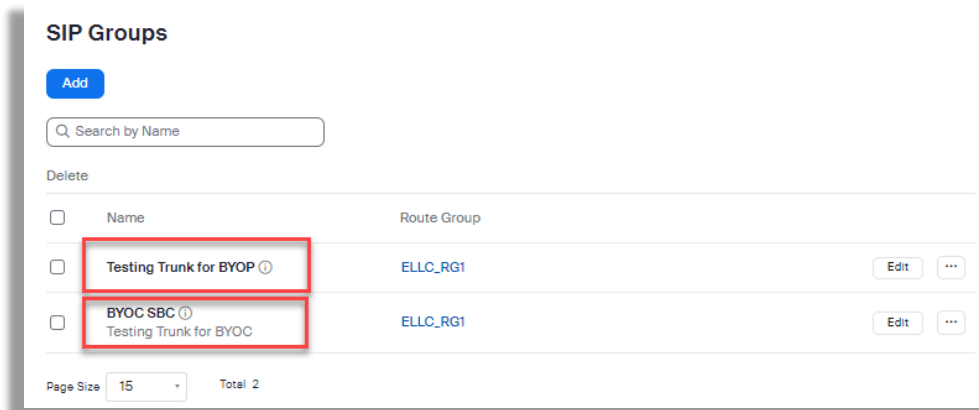 SIP Groups
Add
Search by Name
Delete
Name Route Group
Testing Trunk for BYOP ELLC_RG1 Edit ...
BYOC SBC
Testing Trunk for BYOC ELLC_RG1 Edit ...
Page Size 15 Total 2